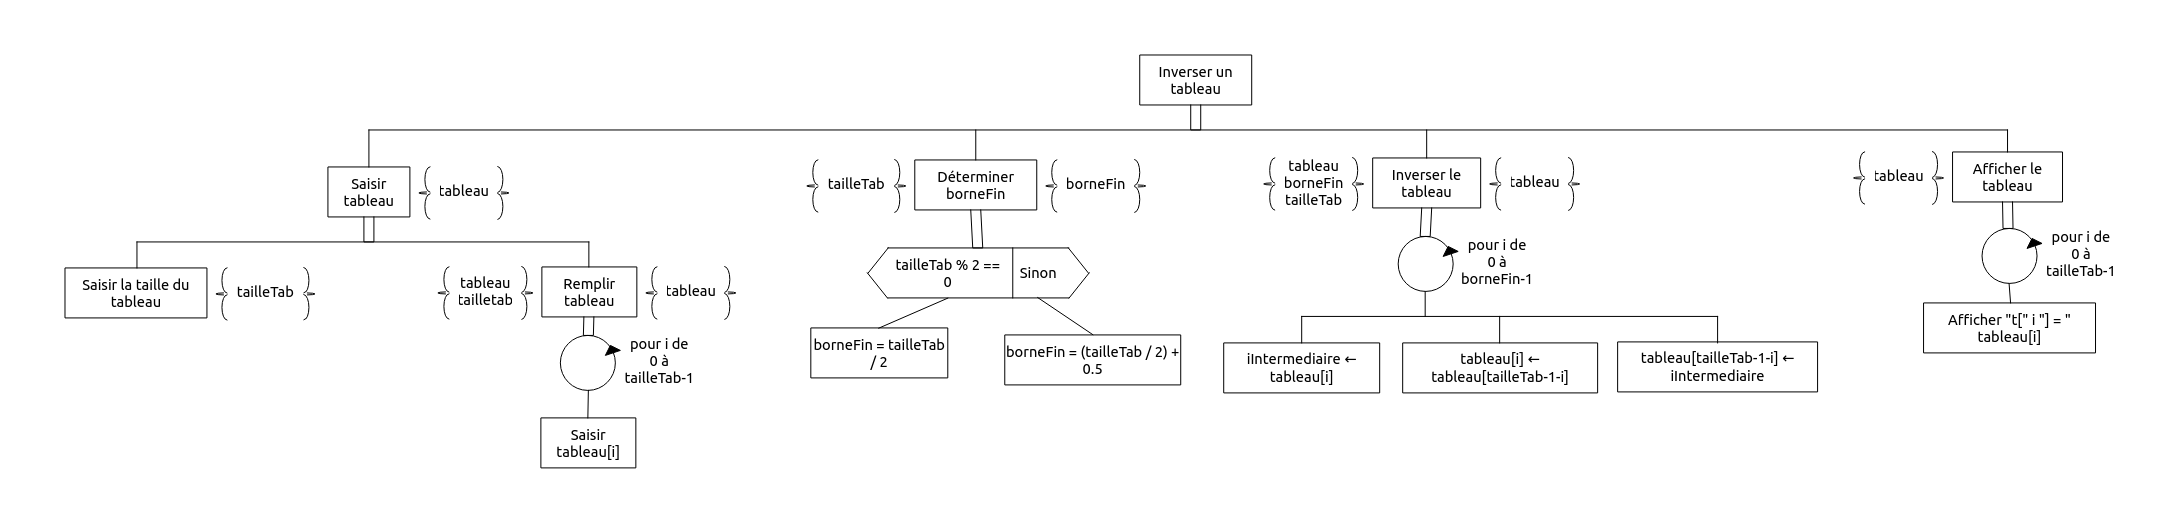 Inverser un
tableau
Saisir
tableau
tableau
tailleTab
Déterminer
borneFin
borneFin
tableau
borneFin
tailleTab
Inverser le
tableau
tableau
tableau
Afficher le
tableau
Saisir la taille du
tableau
tailleTab
tableau
tailletab
Remplir
tableau
tableau
pour i de
0 à
tailleTab-1
Saisir
tableau[i]
tailleTab % 2 ==
0
Sinon
borneFin = tailleTab
/ 2
borneFin = (tailleTab / 2) +
0.5
pour i de
0 à
borneFin-1
iIntermediaire ←
tableau[i]
tableau[i] ←
tableau[tailleTab-1-i]
tableau[tailleTab-1-i] ←
iIntermediaire
pour i de
0 à
tailleTab-1
Afficher "t[" i "] = "
tableau[i]